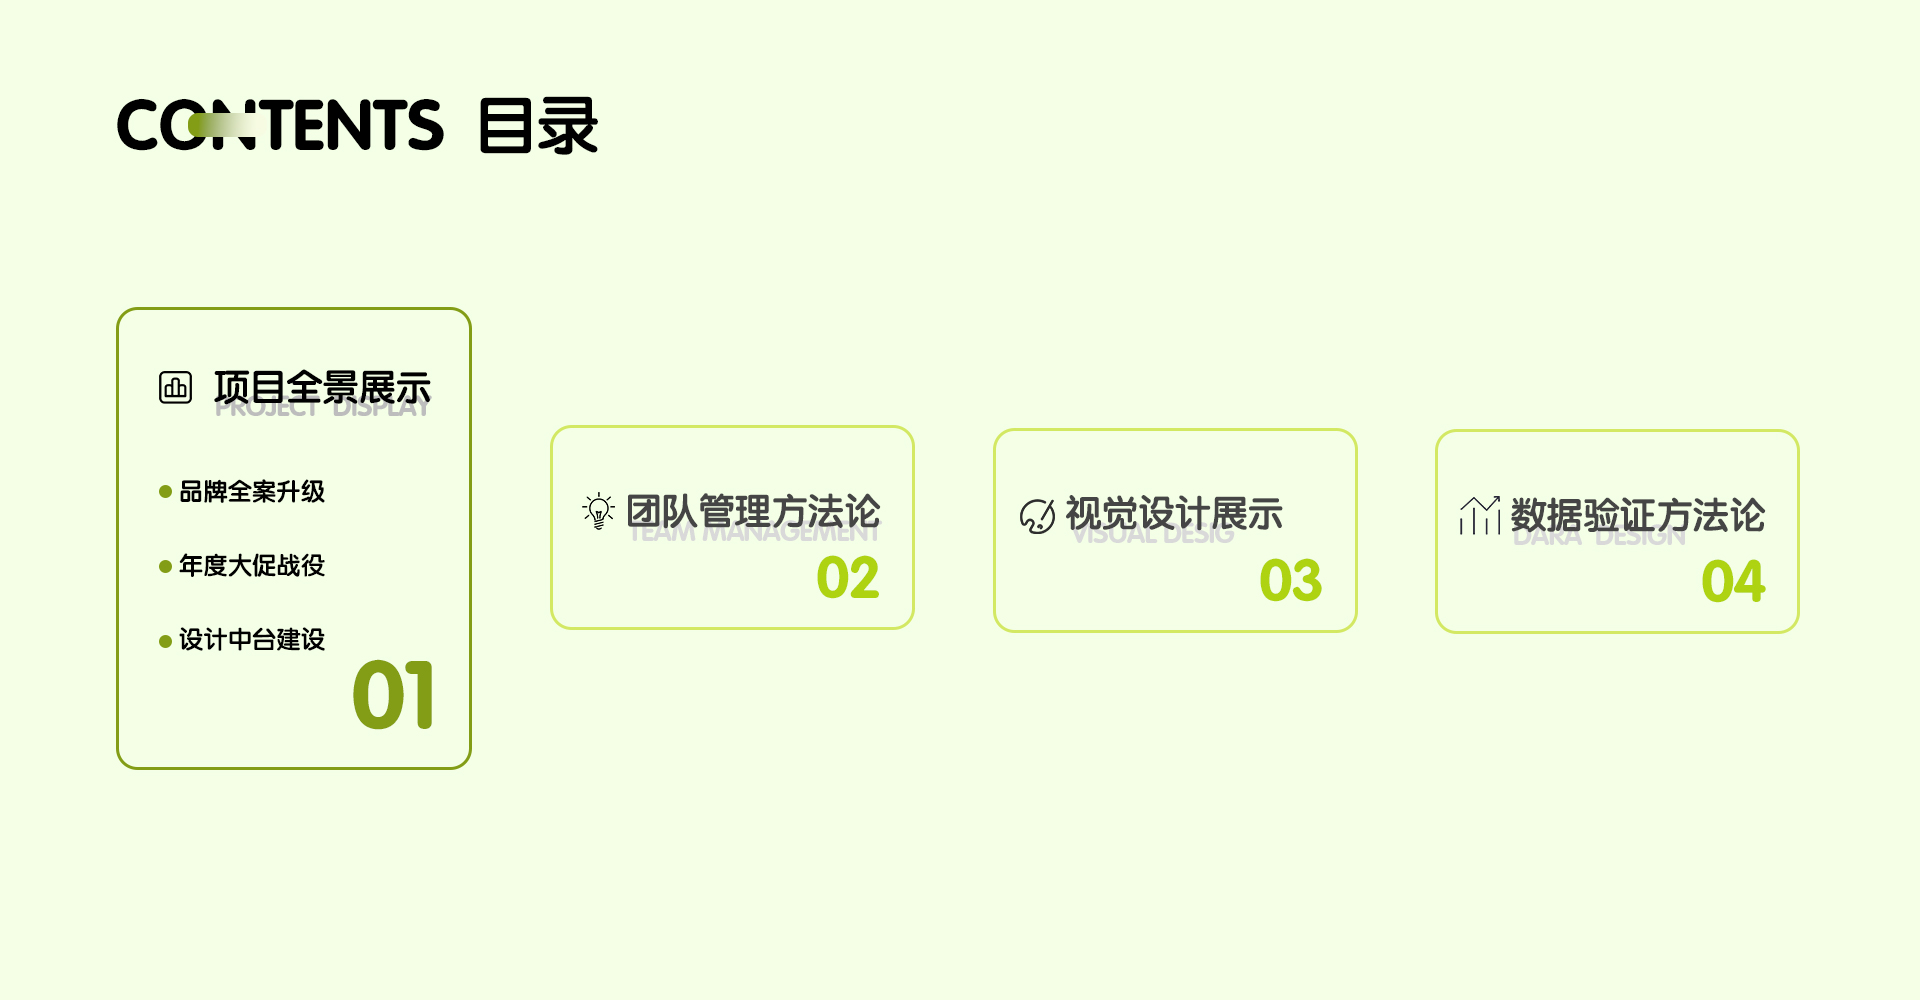 CONTENTS 目录
项目全景展示
PROJECT DISPLAY
品牌全案升级
年度大促战役
设计中台建设
01
团队管理方法论
TEAM MANAGEMENT
02
视觉设计展示
VISUAL DESIG
03
数据验证方法论
DARA DESIGN
04